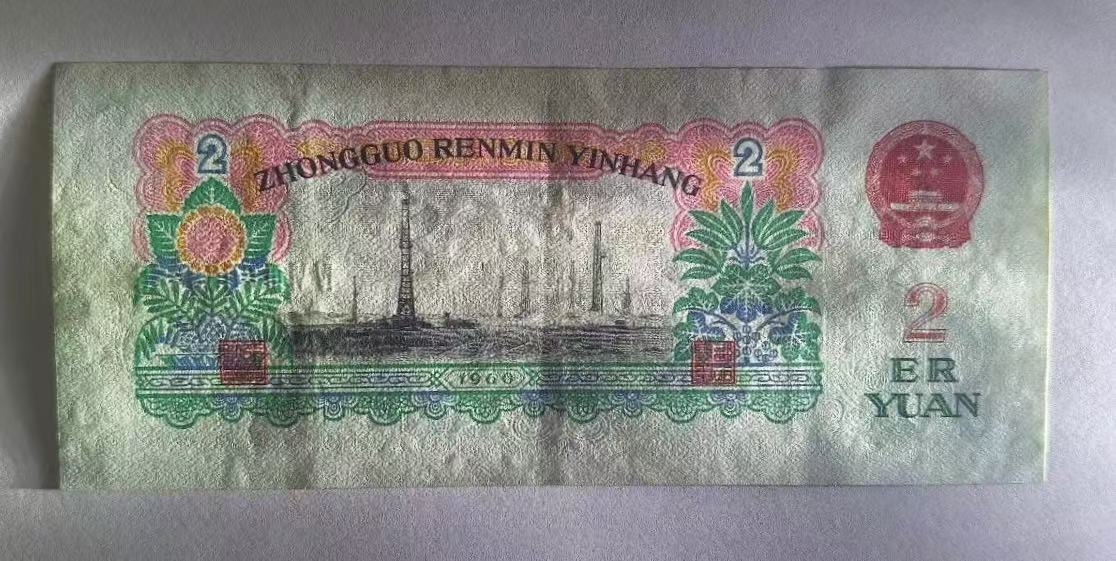 2
2
ZHONGGUO RENMIN YINHANG
2
ER
YUAN
1960